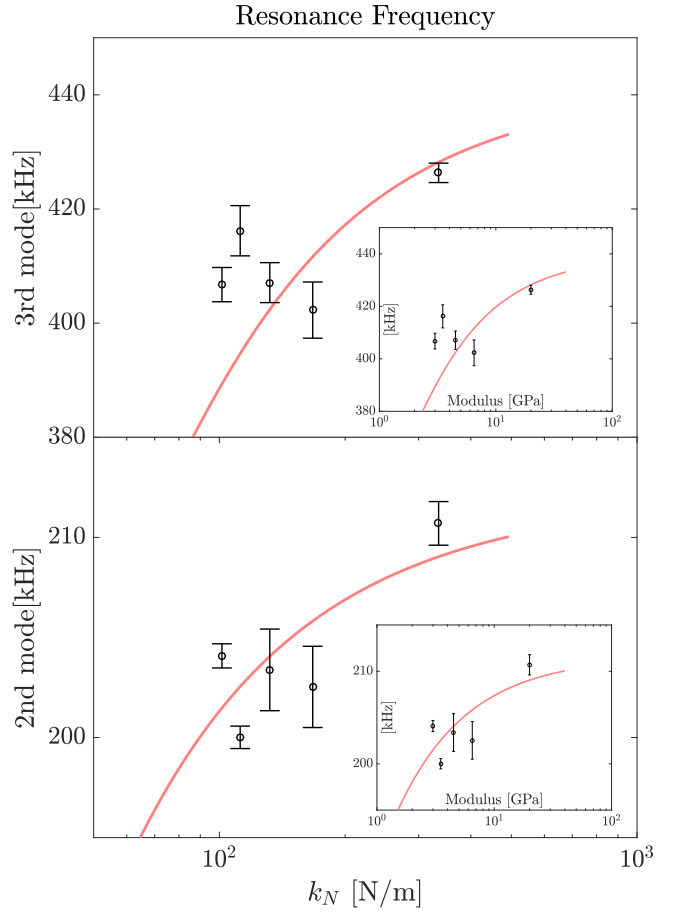 Resonance Frequency
3rd mode[kHz]
440
420
400
380
[kHz]
440
420
400
380
Modulus [GPa]
10^0
10^1
10^2
2nd mode[kHz]
210
200
[kHz]
210
200
Modulus [GPa]
10^0
10^1
10^2
10^2
10^3
k_N [N/m]